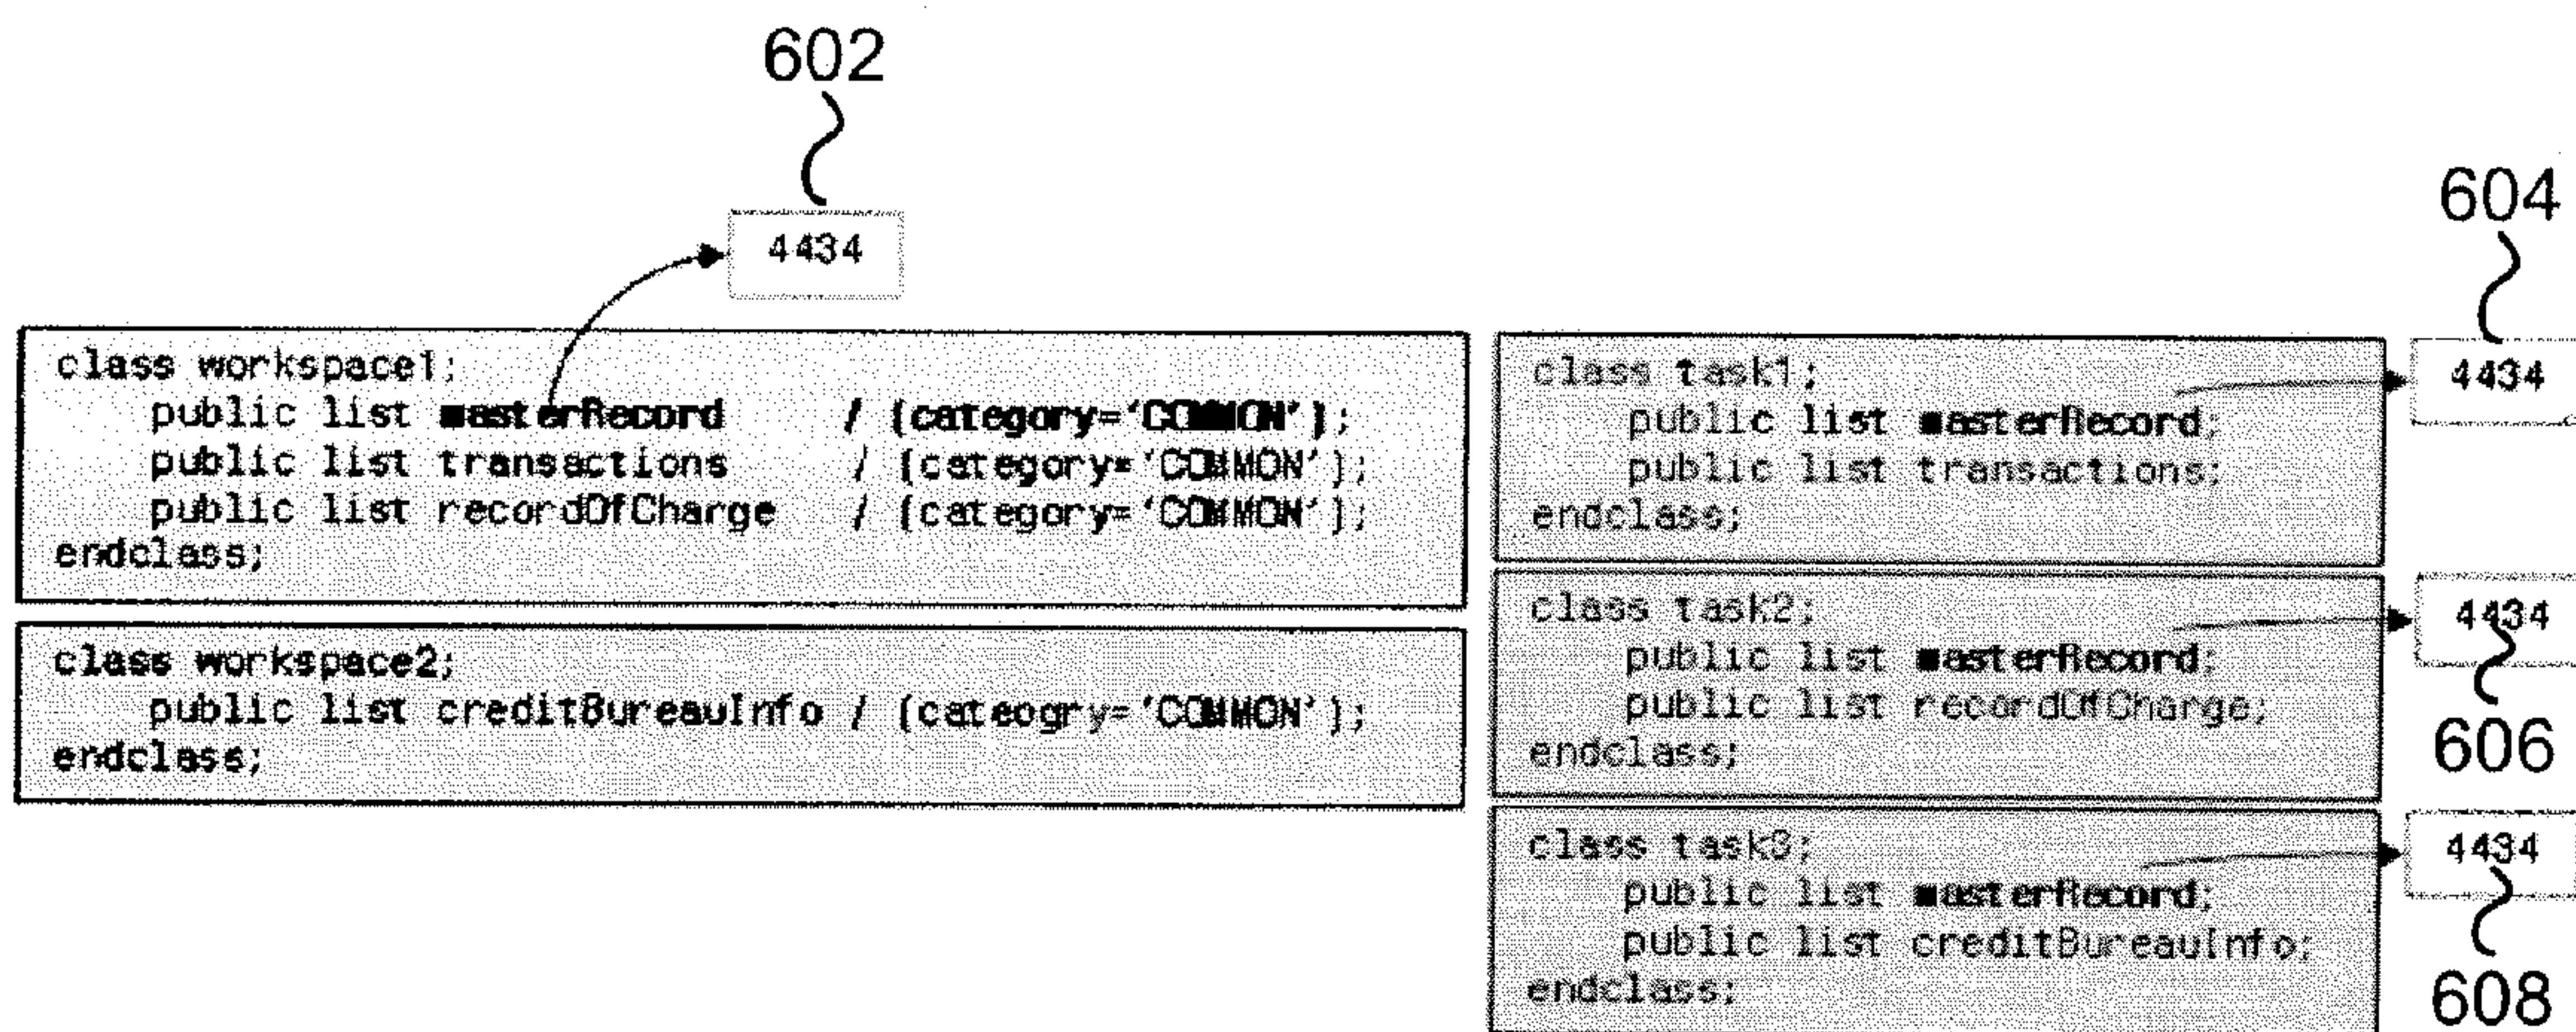 602
4434
class workspace1;
public list masterRecord / (category='COMMON');
public list transactions / (category='COMMON');
public list recordOfCharge / (category='COMMON');
endclass;
class workspace2;
public list creditBureauInfo / (cateogry='COMMON');
endclass;
604
class task1;
4434
public list masterRecord;
public list transactions;
endclass;
class task2;
4434
public list masterRecord;
public list recordOfCharge;
606
endclass;
class task3;
4434
public list masterRecord;
public list creditBureauInfo;
endclass;
608